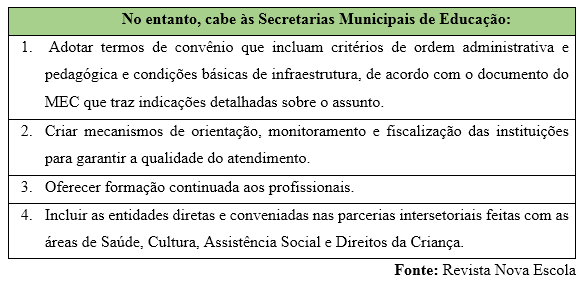 No entanto, cabe às Secretarias Municipais de Educação:
1. Adotar termos de convênio que incluam critérios de ordem administrativa e
pedagógica e condições básicas de infraestrutura, de acordo com o documento do
MEC que traz indicações detalhadas sobre o assunto.
2. Criar mecanismos de orientação, monitoramento e fiscalização das instituições
para garantir a qualidade do atendimento.
3. Oferecer formação continuada aos profissionais.
4. Incluir as entidades diretas e conveniadas nas parcerias intersetoriais feitas com as
áreas de Saúde, Cultura, Assistência Social e Direitos da Criança.
Fonte: Revista Nova Escola